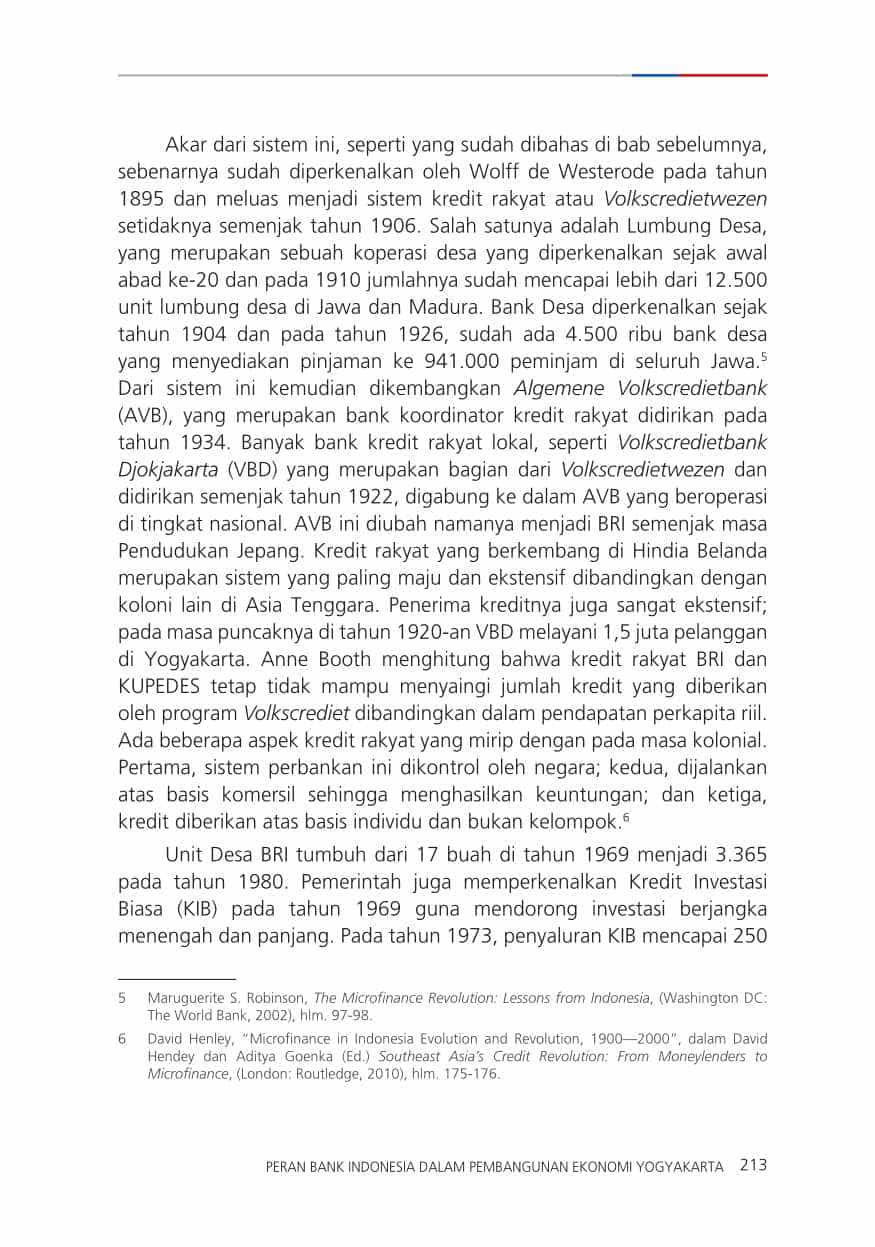 Akar dari sistem ini, seperti yang sudah dibahas di bab sebelumnya,
sebenarnya sudah diperkenalkan oleh Wolff de Westerode pada tahun
1895 dan meluas menjadi sistem kredit rakyat atau Volkscredietwezen
setidaknya semenjak tahun 1906. Salah satunya adalah Lumbung Desa,
yang merupakan sebuah koperasi desa yang diperkenalkan sejak awal
abad ke-20 dan pada 1910 jumlahnya sudah mencapai lebih dari 12.500
unit lumbung desa di Jawa dan Madura. Bank Desa diperkenalkan sejak
tahun 1904 dan pada tahun 1926, sudah ada 4.500 ribu bank desa
yang menyediakan pinjaman ke 941.000 peminjam di seluruh Jawa.5
Dari sistem ini kemudian dikembangkan Algemene Volkscredietbank
(AVB), yang merupakan bank koordinator kredit rakyat didirikan pada
tahun 1934. Banyak bank kredit rakyat lokal, seperti Volkscredietbank
Djokjakarta (VBD) yang merupakan bagian dari Volkscredietwezen dan
didirikan semenjak tahun 1922, digabung ke dalam AVB yang beroperasi
di tingkat nasional. AVB ini diubah namanya menjadi BRI semenjak masa
Pendudukan Jepang. Kredit rakyat yang berkembang di Hindia Belanda
merupakan sistem yang paling maju dan ekstensif dibandingkan dengan
koloni lain di Asia Tenggara. Penerima kreditnya juga sangat ekstensif;
pada masa puncaknya di tahun 1920-an VBD melayani 1,5 juta pelanggan
di Yogyakarta. Anne Booth menghitung bahwa kredit rakyat BRI dan
KUPEDES tetap tidak mampu menyaingi jumlah kredit yang diberikan
oleh program Volkscrediet dibandingkan dalam pendapatan perkapita riil.
Ada beberapa aspek kredit rakyat yang mirip dengan pada masa kolonial.
Pertama, sistem perbankan ini dikontrol oleh negara; kedua, dijalankan
atas basis komersil sehingga menghasilkan keuntungan; dan ketiga,
kredit diberikan atas basis individu dan bukan kelompok.6
Unit Desa BRI tumbuh dari 17 buah di tahun 1969 menjadi 3.365
pada tahun 1980. Pemerintah juga memperkenalkan Kredit Investasi
Biasa (KIB) pada tahun 1969 guna mendorong investasi berjangka
menengah dan panjang. Pada tahun 1973, penyaluran KIB mencapai 250
5 Maruguerite S. Robinson, The Microfinance Revolution: Lessons from Indonesia, (Washington DC:
The World Bank, 2002), hlm. 97-98.
6 David Henley, “Microfinance in Indonesia Evolution and Revolution, 1900—2000”, dalam David
Hendey dan Aditya Goenka (Ed.) Southeast Asia’s Credit Revolution: From Moneylenders to
Microfinance, (London: Routledge, 2010), hlm. 175-176.
PERAN BANK INDONESIA DALAM PEMBANGUNAN EKONOMI YOGYAKARTA 213